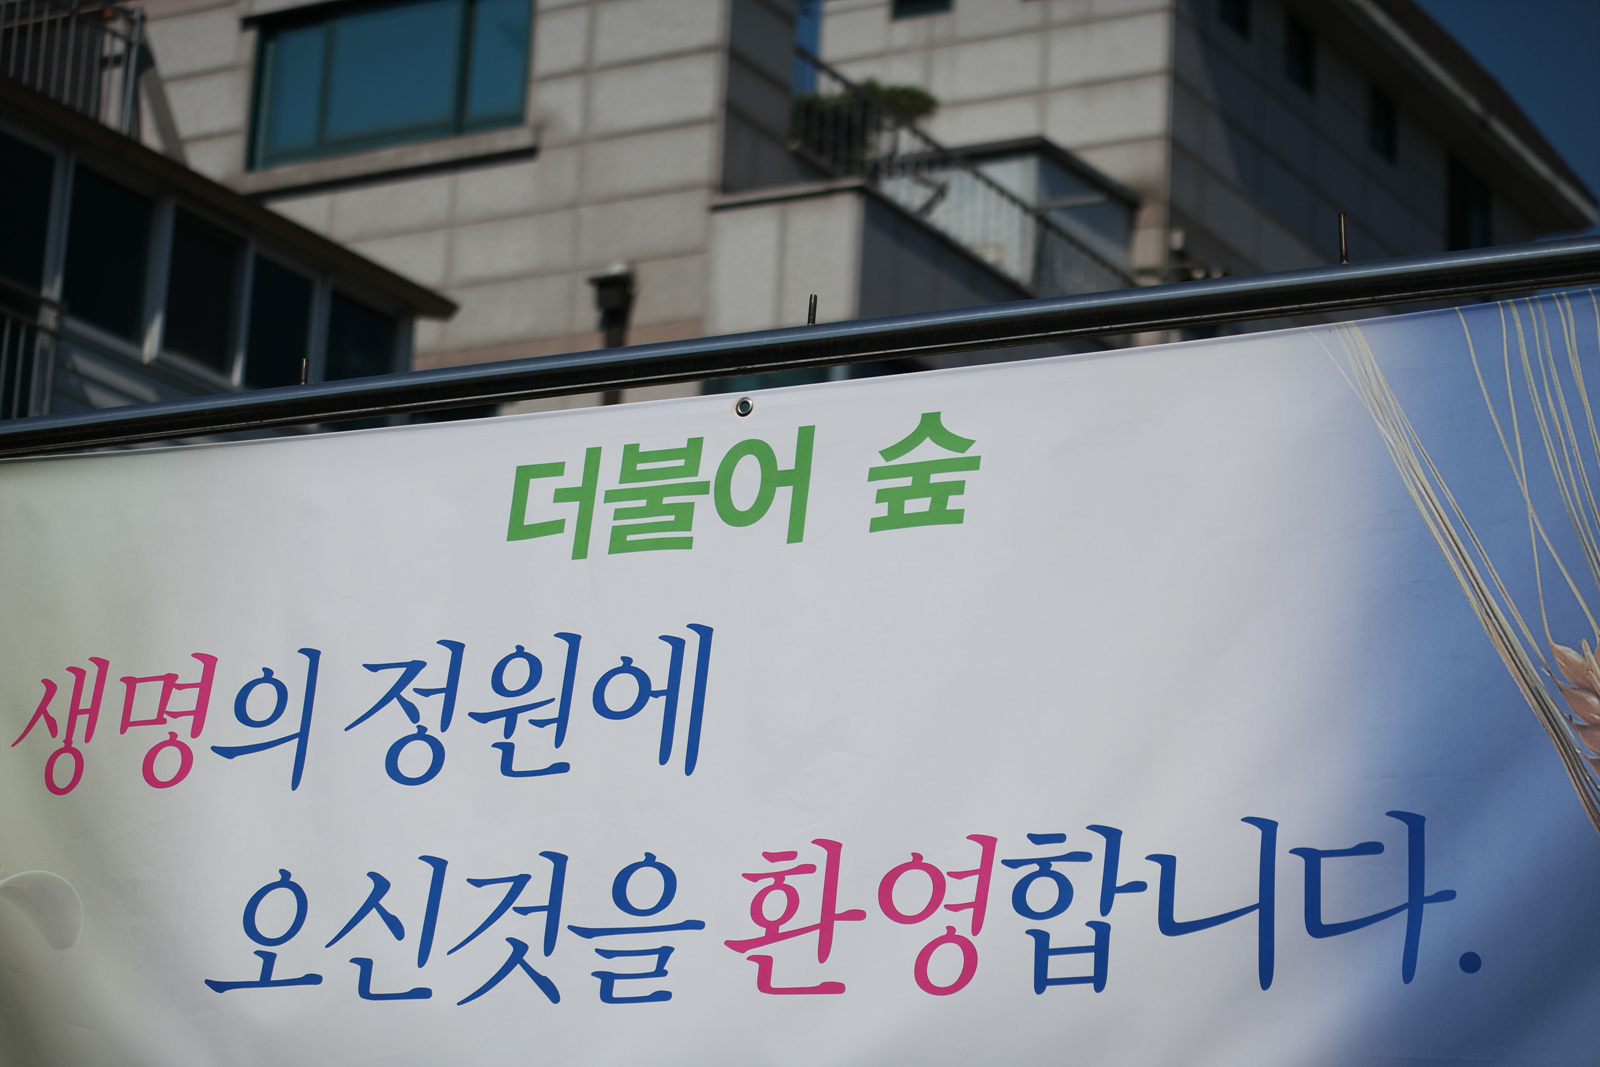 더불어 숲
생명의 정원에
오신것을 환영합니다.